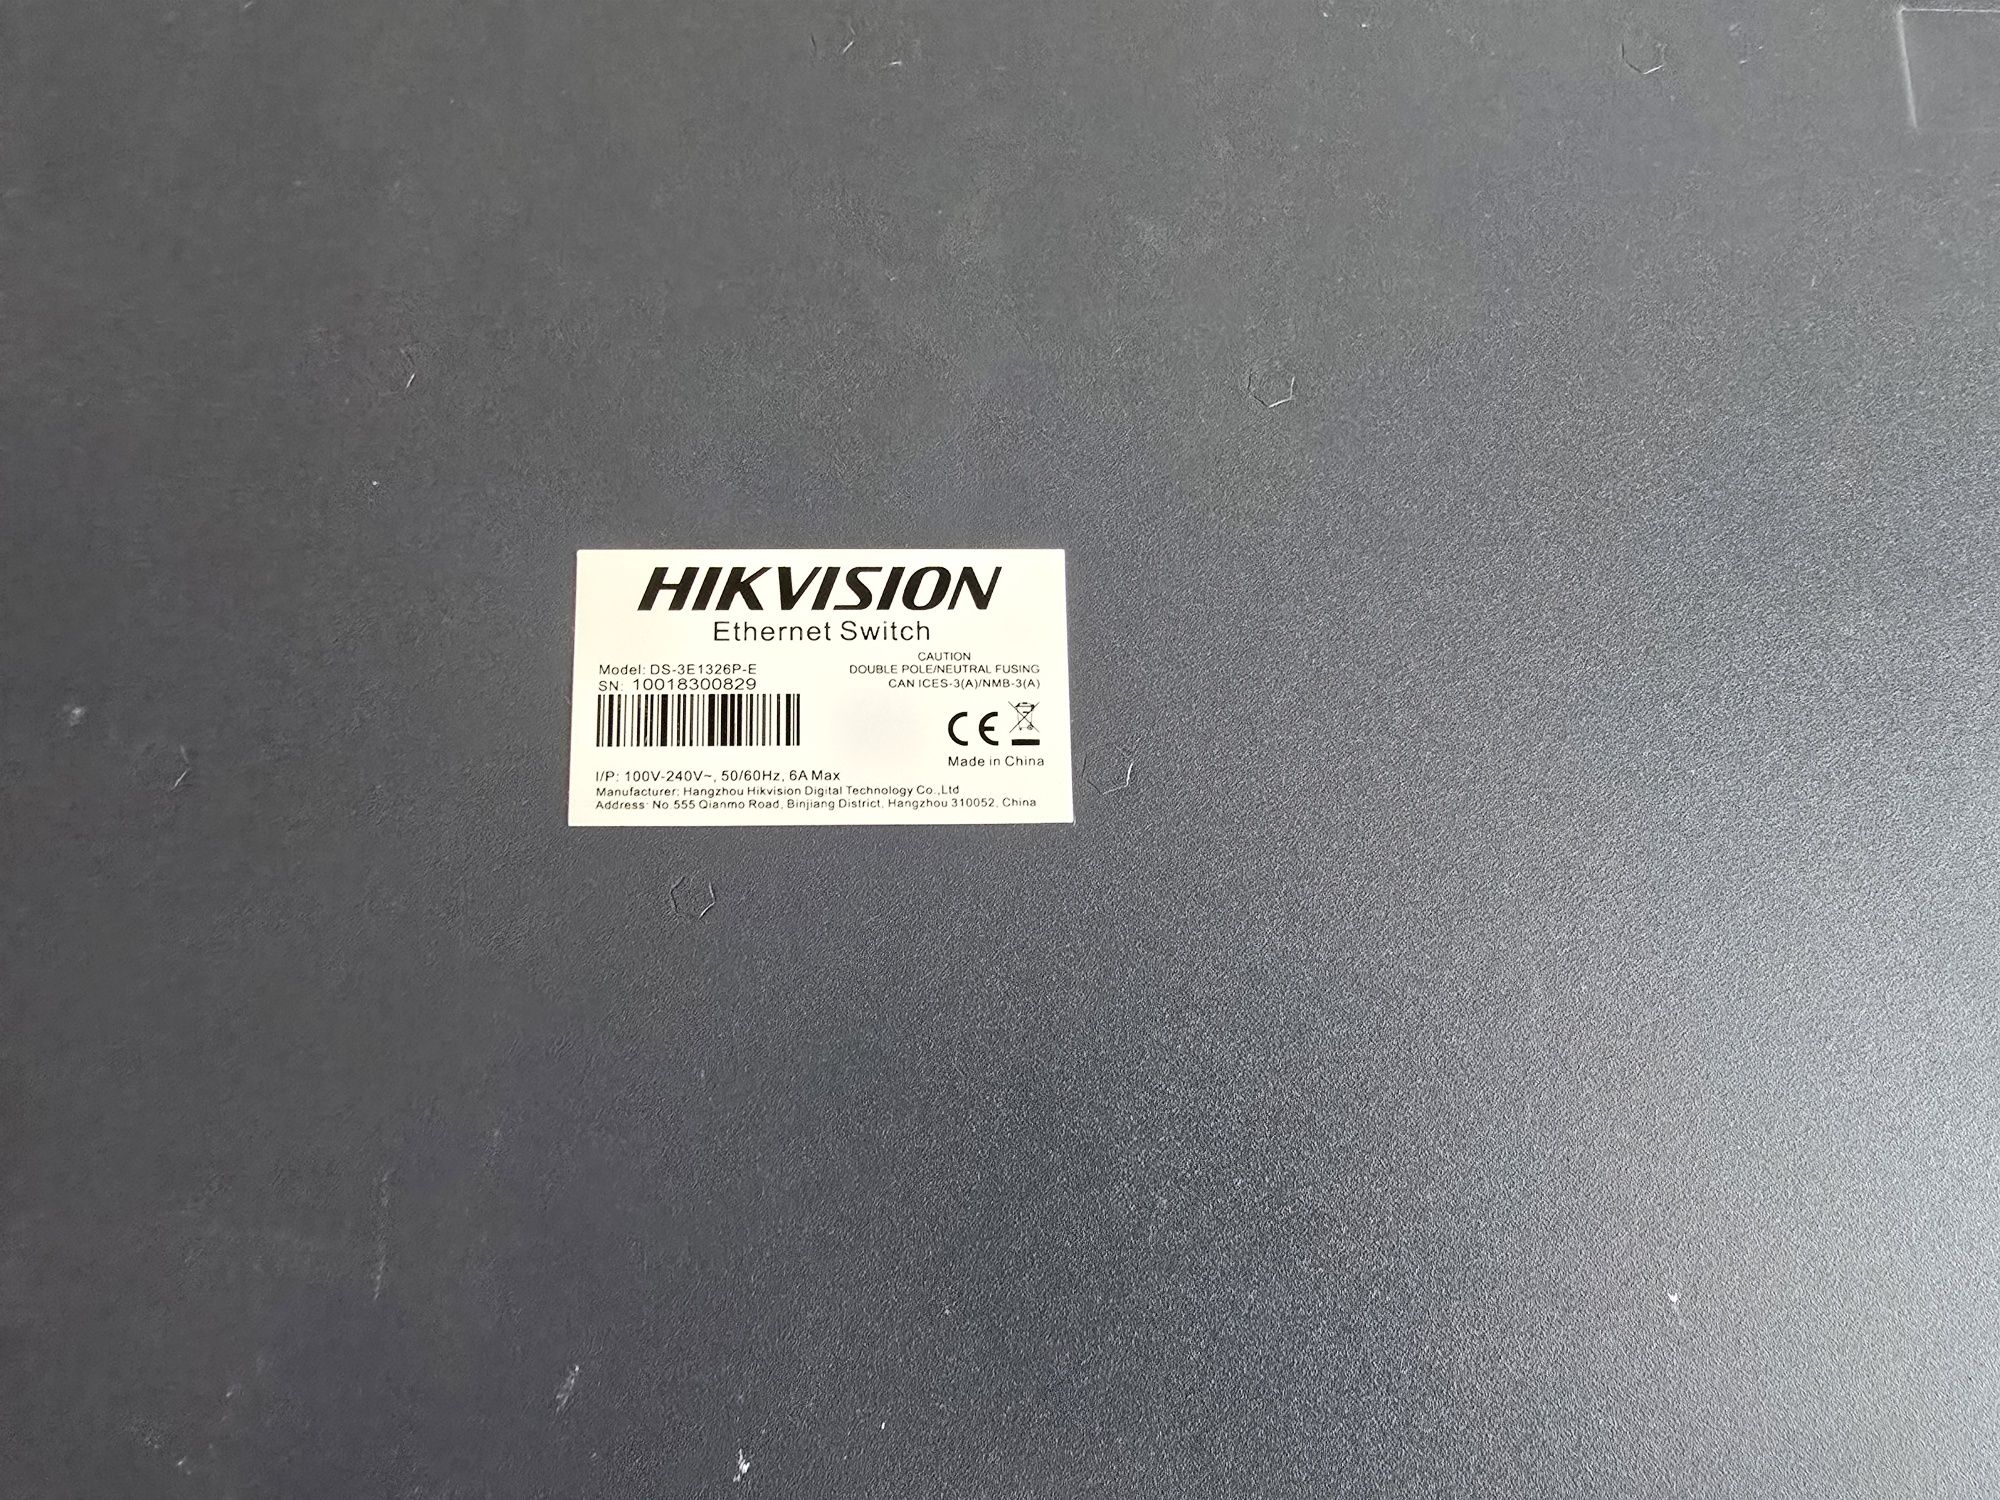 HIKVISION
Ethernet Switch
Model: DS-3E1326P-E
SN: 10018300829
CAUTION
DOUBLE POLE/NEUTRAL FUSING
CAN ICES-3(A)/NMB-3(A)
CE
Made in China
I/P: 100V-240V~, 50/60Hz, 6A Max
Manufacturer: Hangzhou Hikvision Digital Technology Co.,Ltd
Address: No 555 Qianmo Road, Binjiang District, Hangzhou 310052, China